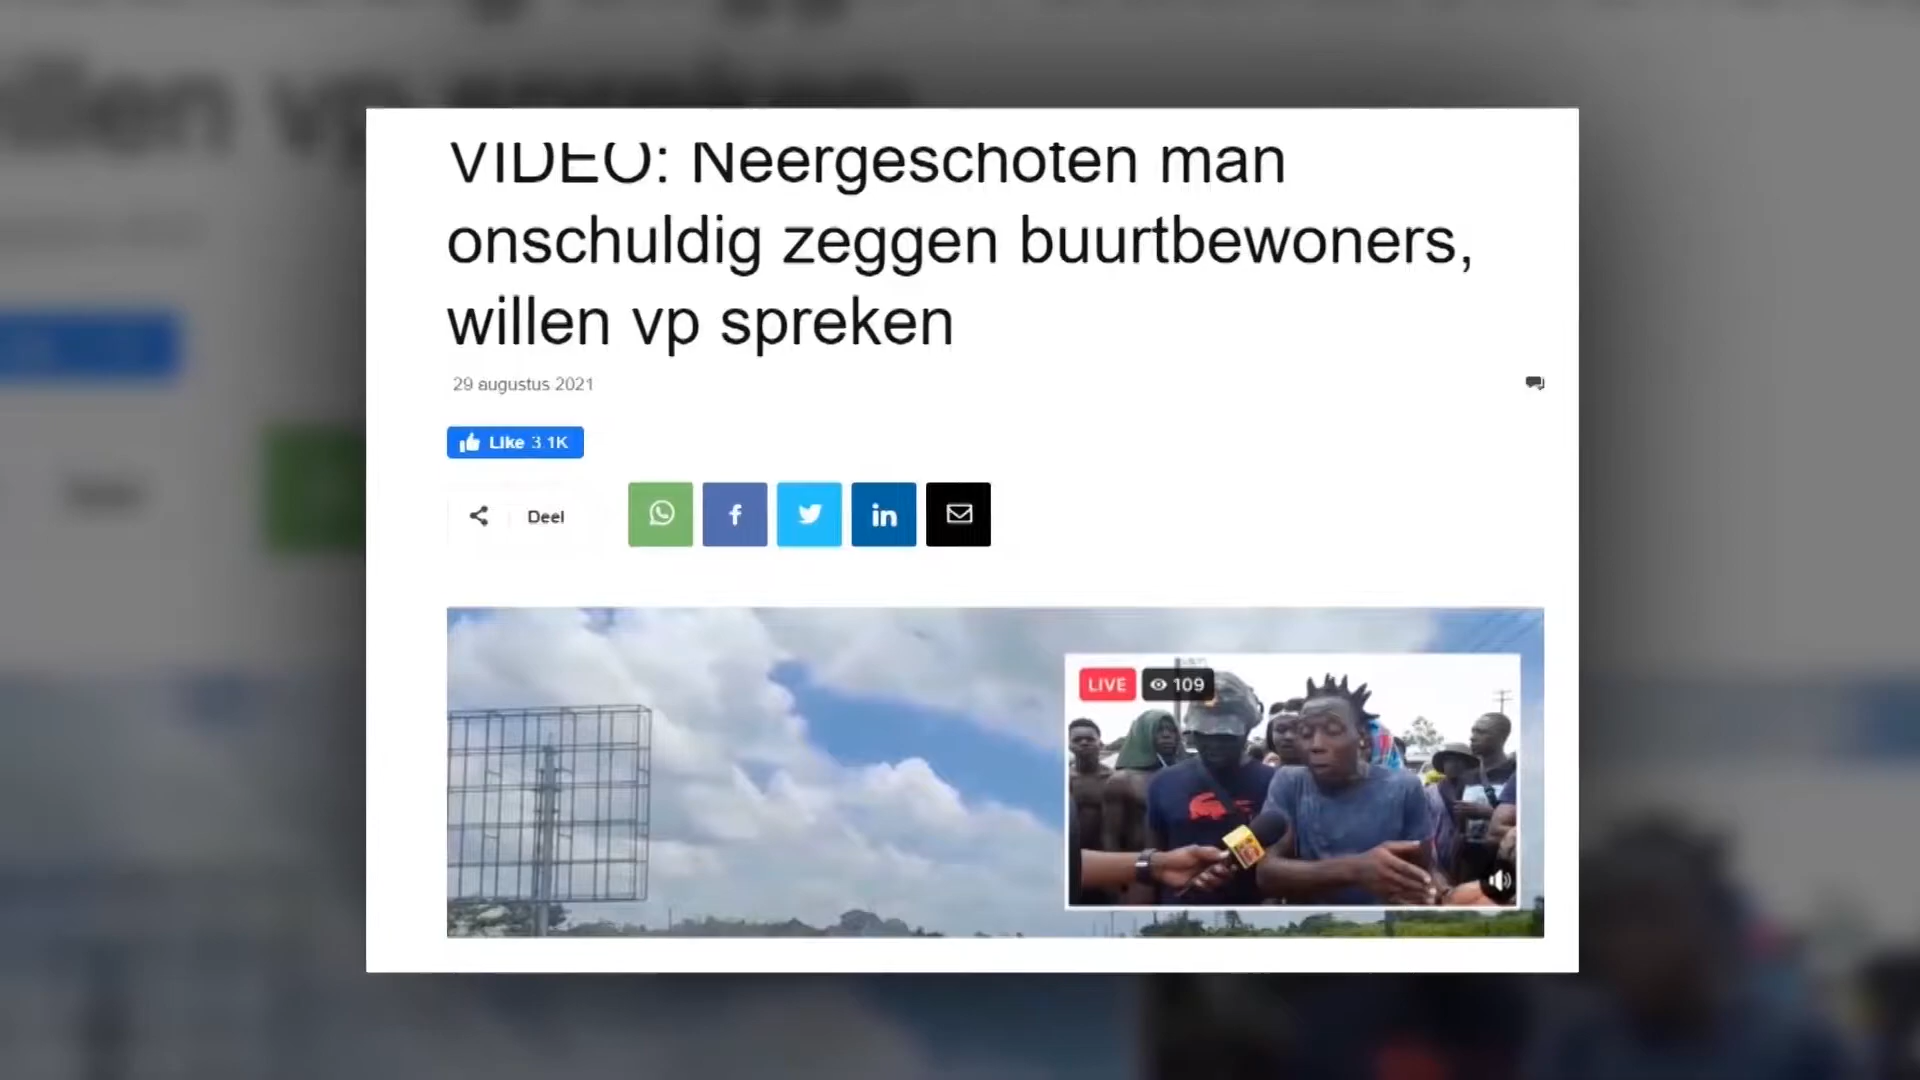 VIDEO: Neergeschoten man
onschuldig zeggen buurtbewoners,
willen vp spreken
29 augustus 2021
Like 3.1K
Deel
LIVE 109